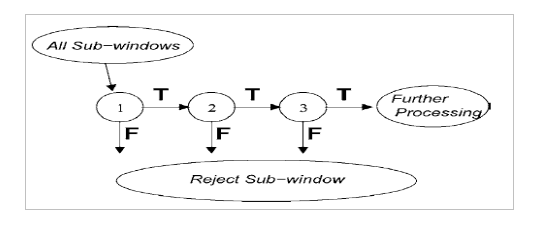 All Sub-windows
T T T
1 2 3
Further
Processing
F F F
Reject Sub-window